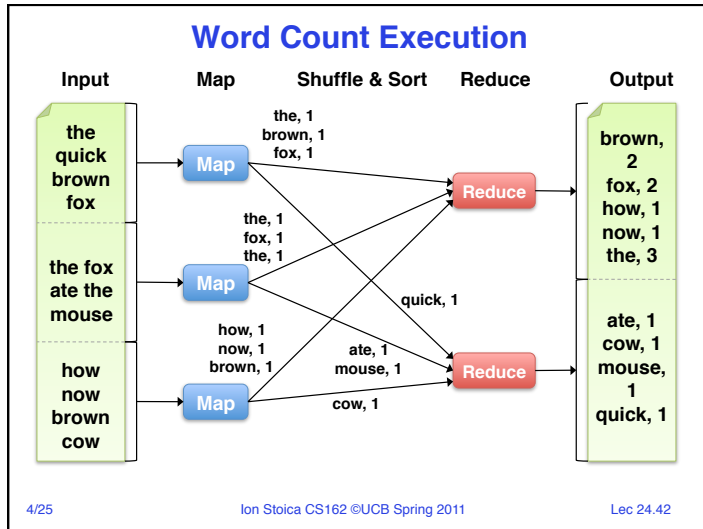 Word Count Execution
Input
Map
Shuffle & Sort
Reduce
Output
the
quick
brown
fox
the fox
ate the
mouse
how
now
brown
cow
Map
Map
Map
the, 1
brown, 1
fox, 1
the, 1
fox, 1
the, 1
how, 1
now, 1
brown, 1
quick, 1
ate, 1
mouse, 1
cow, 1
Reduce
Reduce
brown,
2
fox, 2
how, 1
now, 1
the, 3
ate, 1
cow, 1
mouse,
1
quick, 1
4/25
Ion Stoica CS162 ©UCB Spring 2011
Lec 24.42